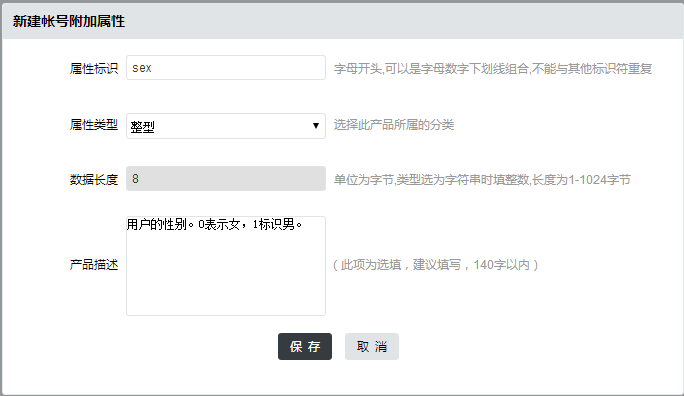 新建帐号附加属性
属性标识 sex 字母开头,可以是字母数字下划线组合,不能与其他标识符重复
属性类型 整型 选择此产品所属的分类
数据长度 8 单位为字节,类型选为字符串时填整数,长度为1-1024字节
用户的性别。0表示女，1标识男。
产品描述 （此项为选填，建议填写，140字以内）
保 存 取 消